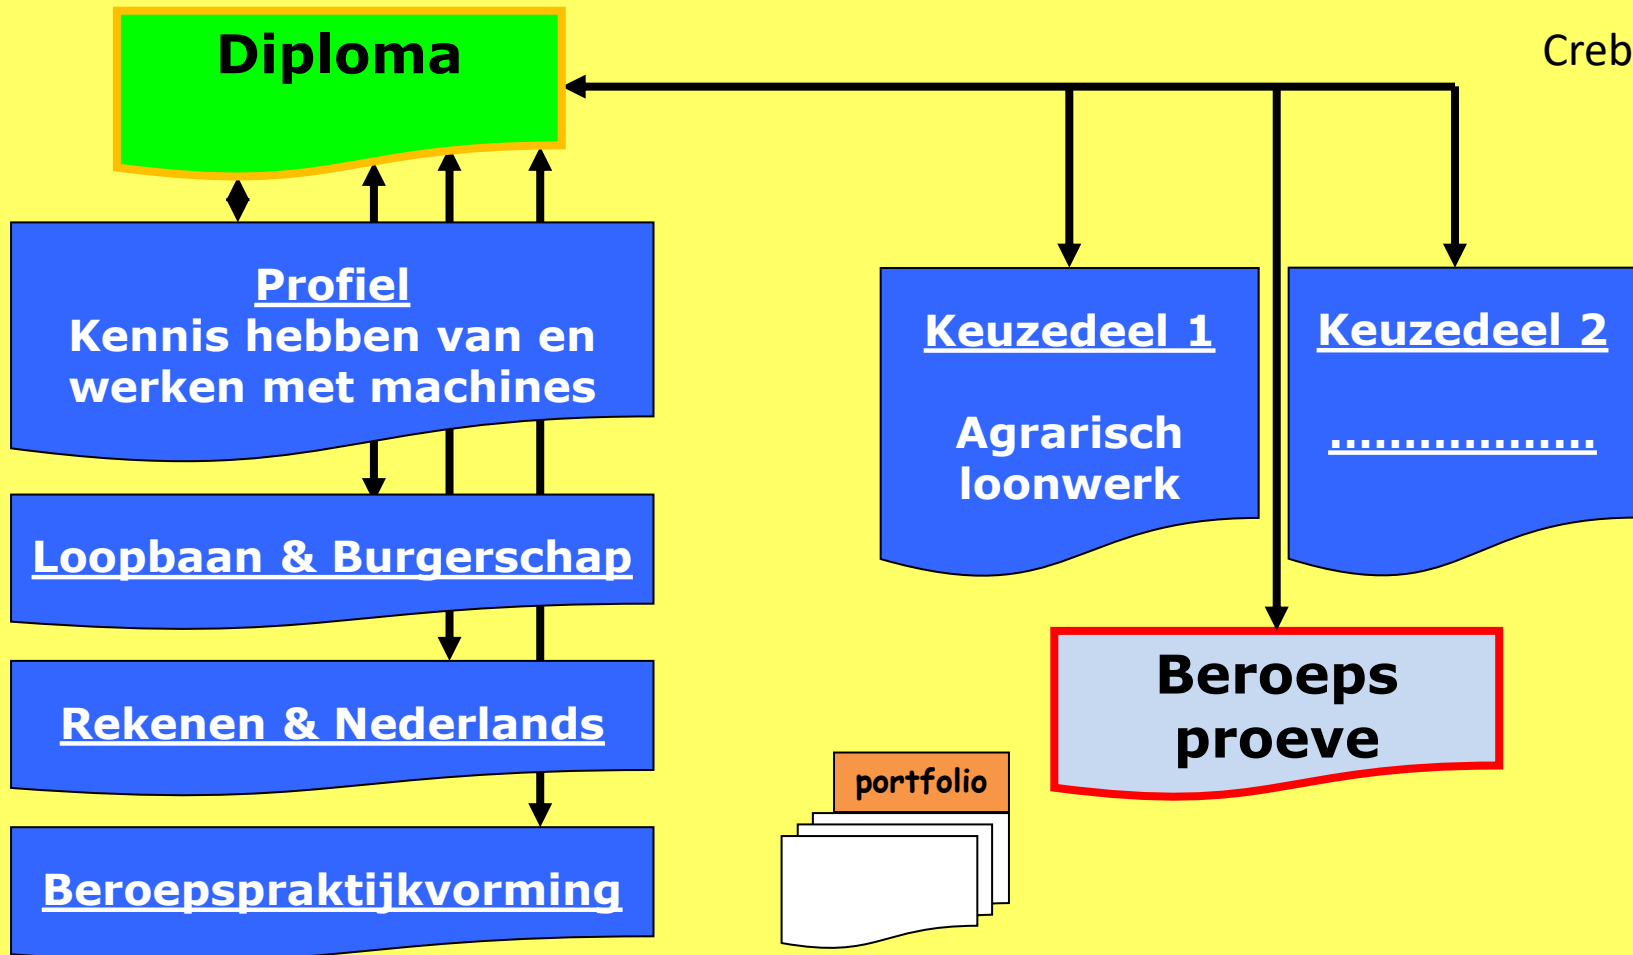 Diploma
Creb
Profiel
Kennis hebben van en
werken met machines
Keuzedeel 1
Agrarisch
loonwerk
Keuzedeel 2
..................
Loopbaan & Burgerschap
Rekenen & Nederlands
Beroepspraktijkvorming
Beroeps
proeve
portfolio